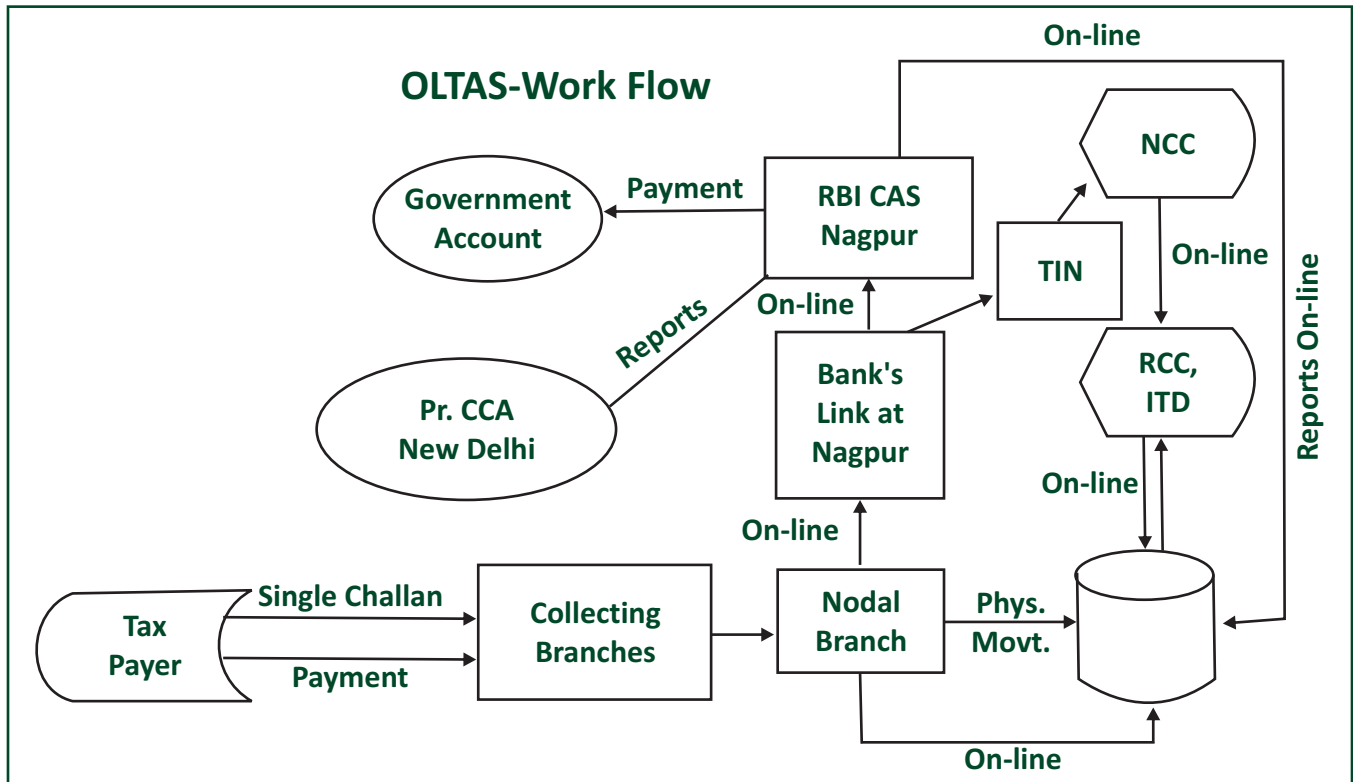 On-line
OLTAS-Work Flow
NCC
Government
Account
Payment
RBI CAS
Nagpur
TIN
On-line
On-line
Reports
Reports On-line
Pr. CCA
New Delhi
Bank's
Link at
Nagpur
RCC,
ITD
On-line
On-line
Tax
Payer
Single Challan
Payment
Collecting
Branches
Nodal
Branch
Phys.
Movt.
On-line